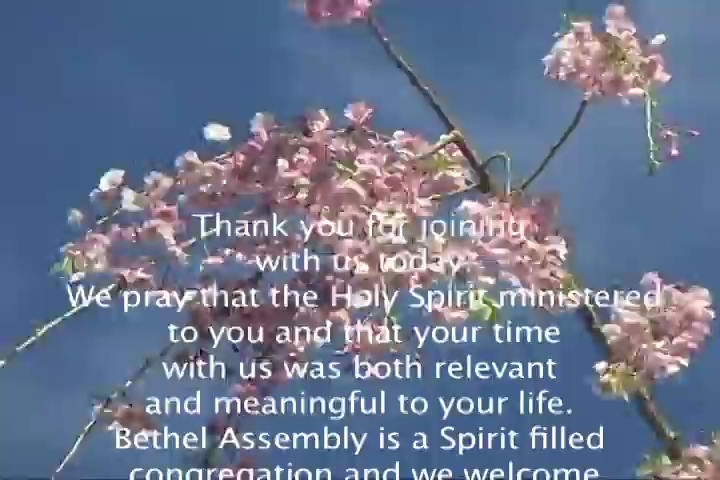 Thank you for joining
with us today
We pray that the Holy Spirit ministered
to you and that your time
with us was both relevant
and meaningful to your life.
Bethel Assembly is a Spirit filled
congregation and we welcome